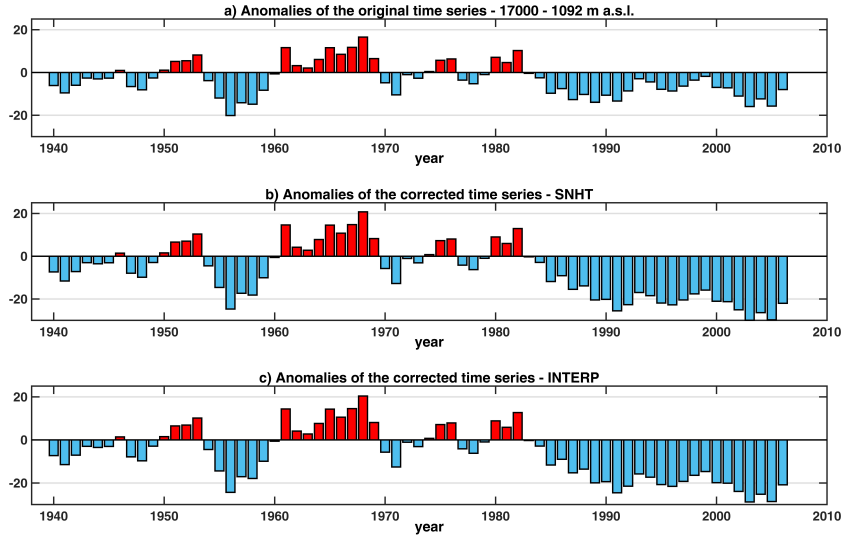 a) Anomalies of the original time series - 17000 - 1092 m a.s.l.
20
0
-20
1940 1950 1960 1970 1980 1990 2000 2010
year
b) Anomalies of the corrected time series - SNHT
20
0
-20
1940 1950 1960 1970 1980 1990 2000 2010
year
c) Anomalies of the corrected time series - INTERP
20
0
-20
1940 1950 1960 1970 1980 1990 2000 2010
year